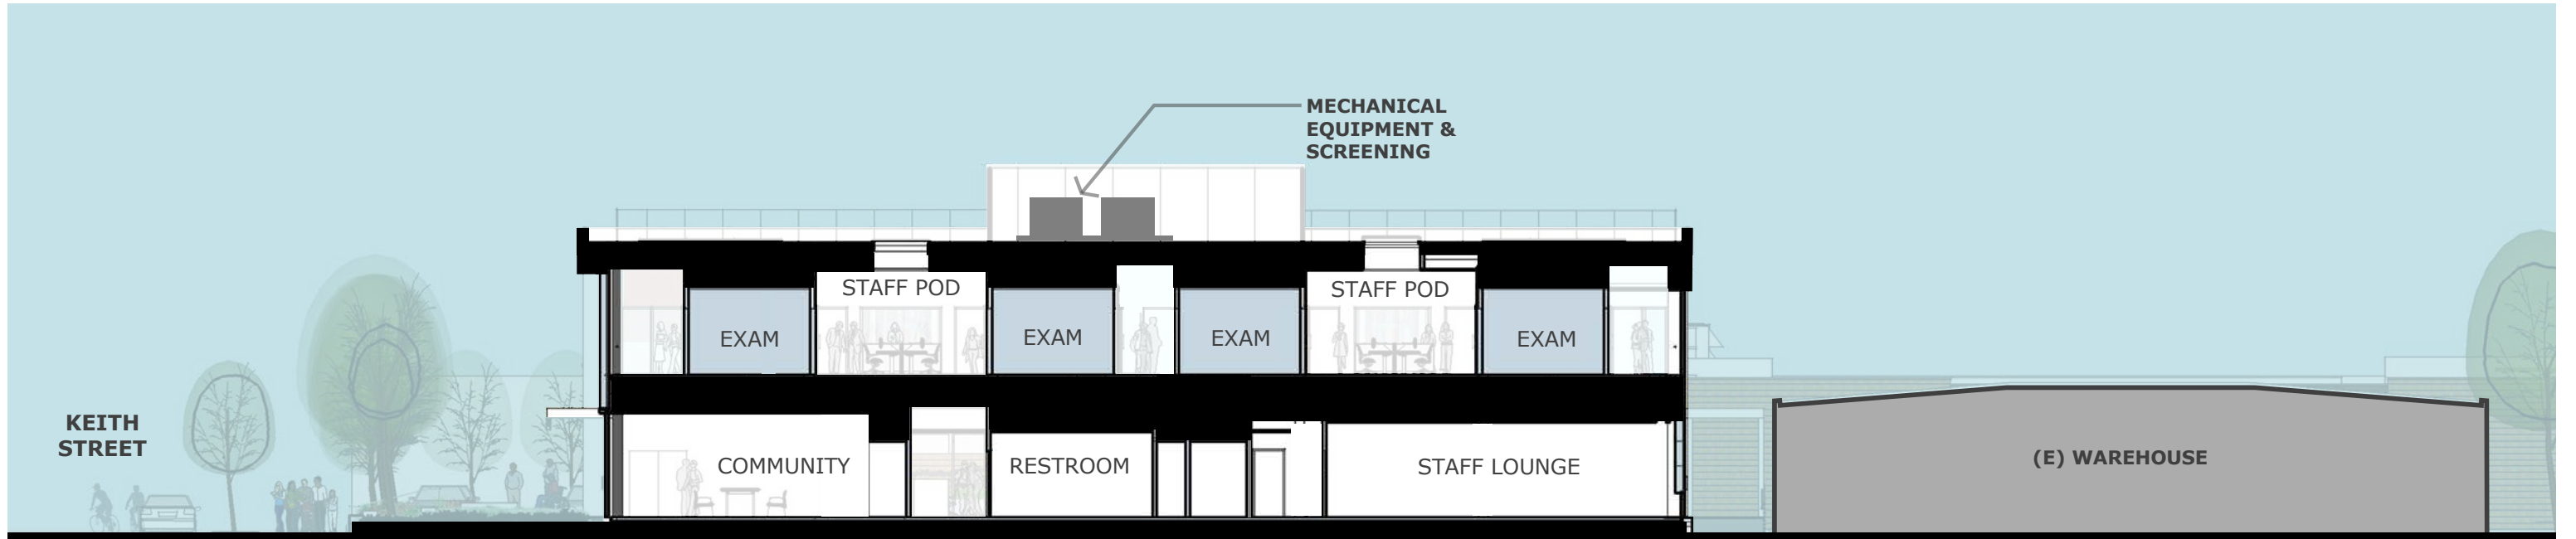 MECHANICAL
EQUIPMENT &
SCREENING
STAFF POD
STAFF POD
EXAM
EXAM
EXAM
EXAM
KEITH
STREET
COMMUNITY
RESTROOM
STAFF LOUNGE
(E) WAREHOUSE